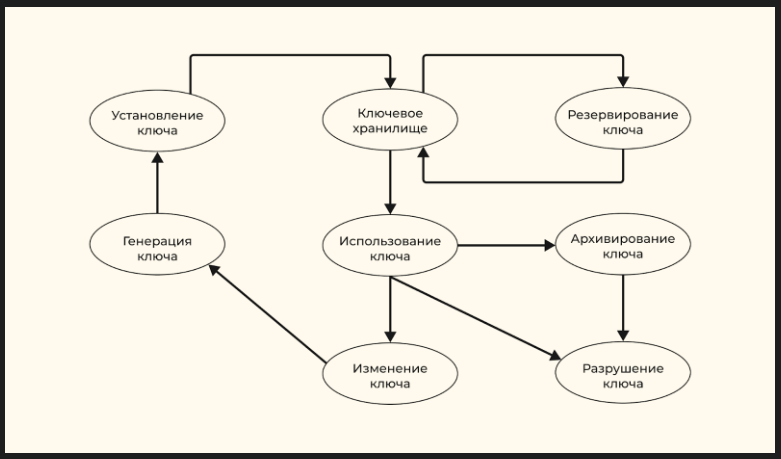 Установление
ключа
Ключевое
хранилище
Резервирование
ключа
Генерация
ключа
Использование
ключа
Архивирование
ключа
Изменение
ключа
Разрушение
ключа